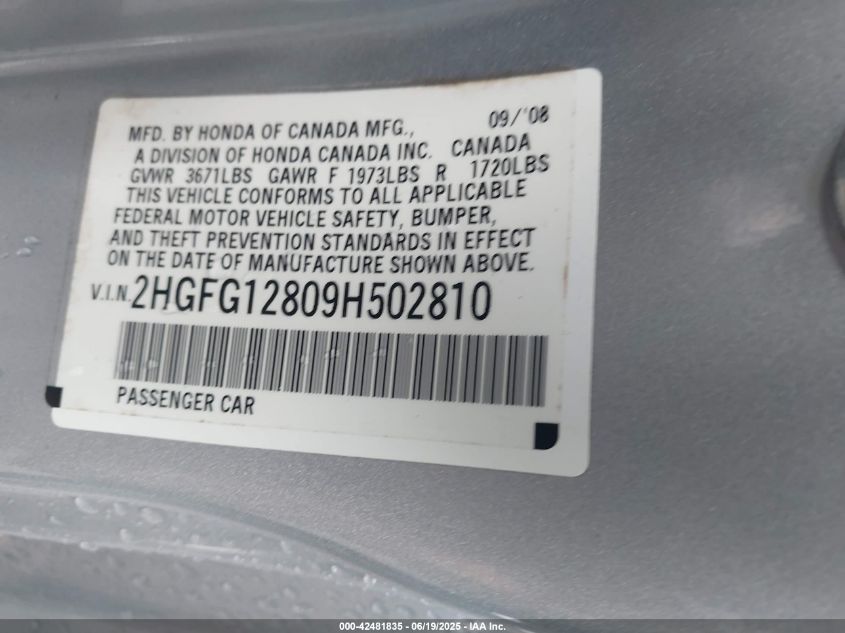 09/'08
MFD. BY HONDA OF CANADA MFG.,
A DIVISION OF HONDA CANADA INC. CANADA
GVWR 3671LBS GAWR F 1973LBS R 1720LBS
THIS VEHICLE CONFORMS TO ALL APPLICABLE
FEDERAL MOTOR VEHICLE SAFETY, BUMPER,
AND THEFT PREVENTION STANDARDS IN EFFECT
ON THE DATE OF MANUFACTURE SHOWN ABOVE.
V.I.N. 2HGFG12809H502810
PASSENGER CAR
000-42481835 - 06/19/2025 - IAA Inc.